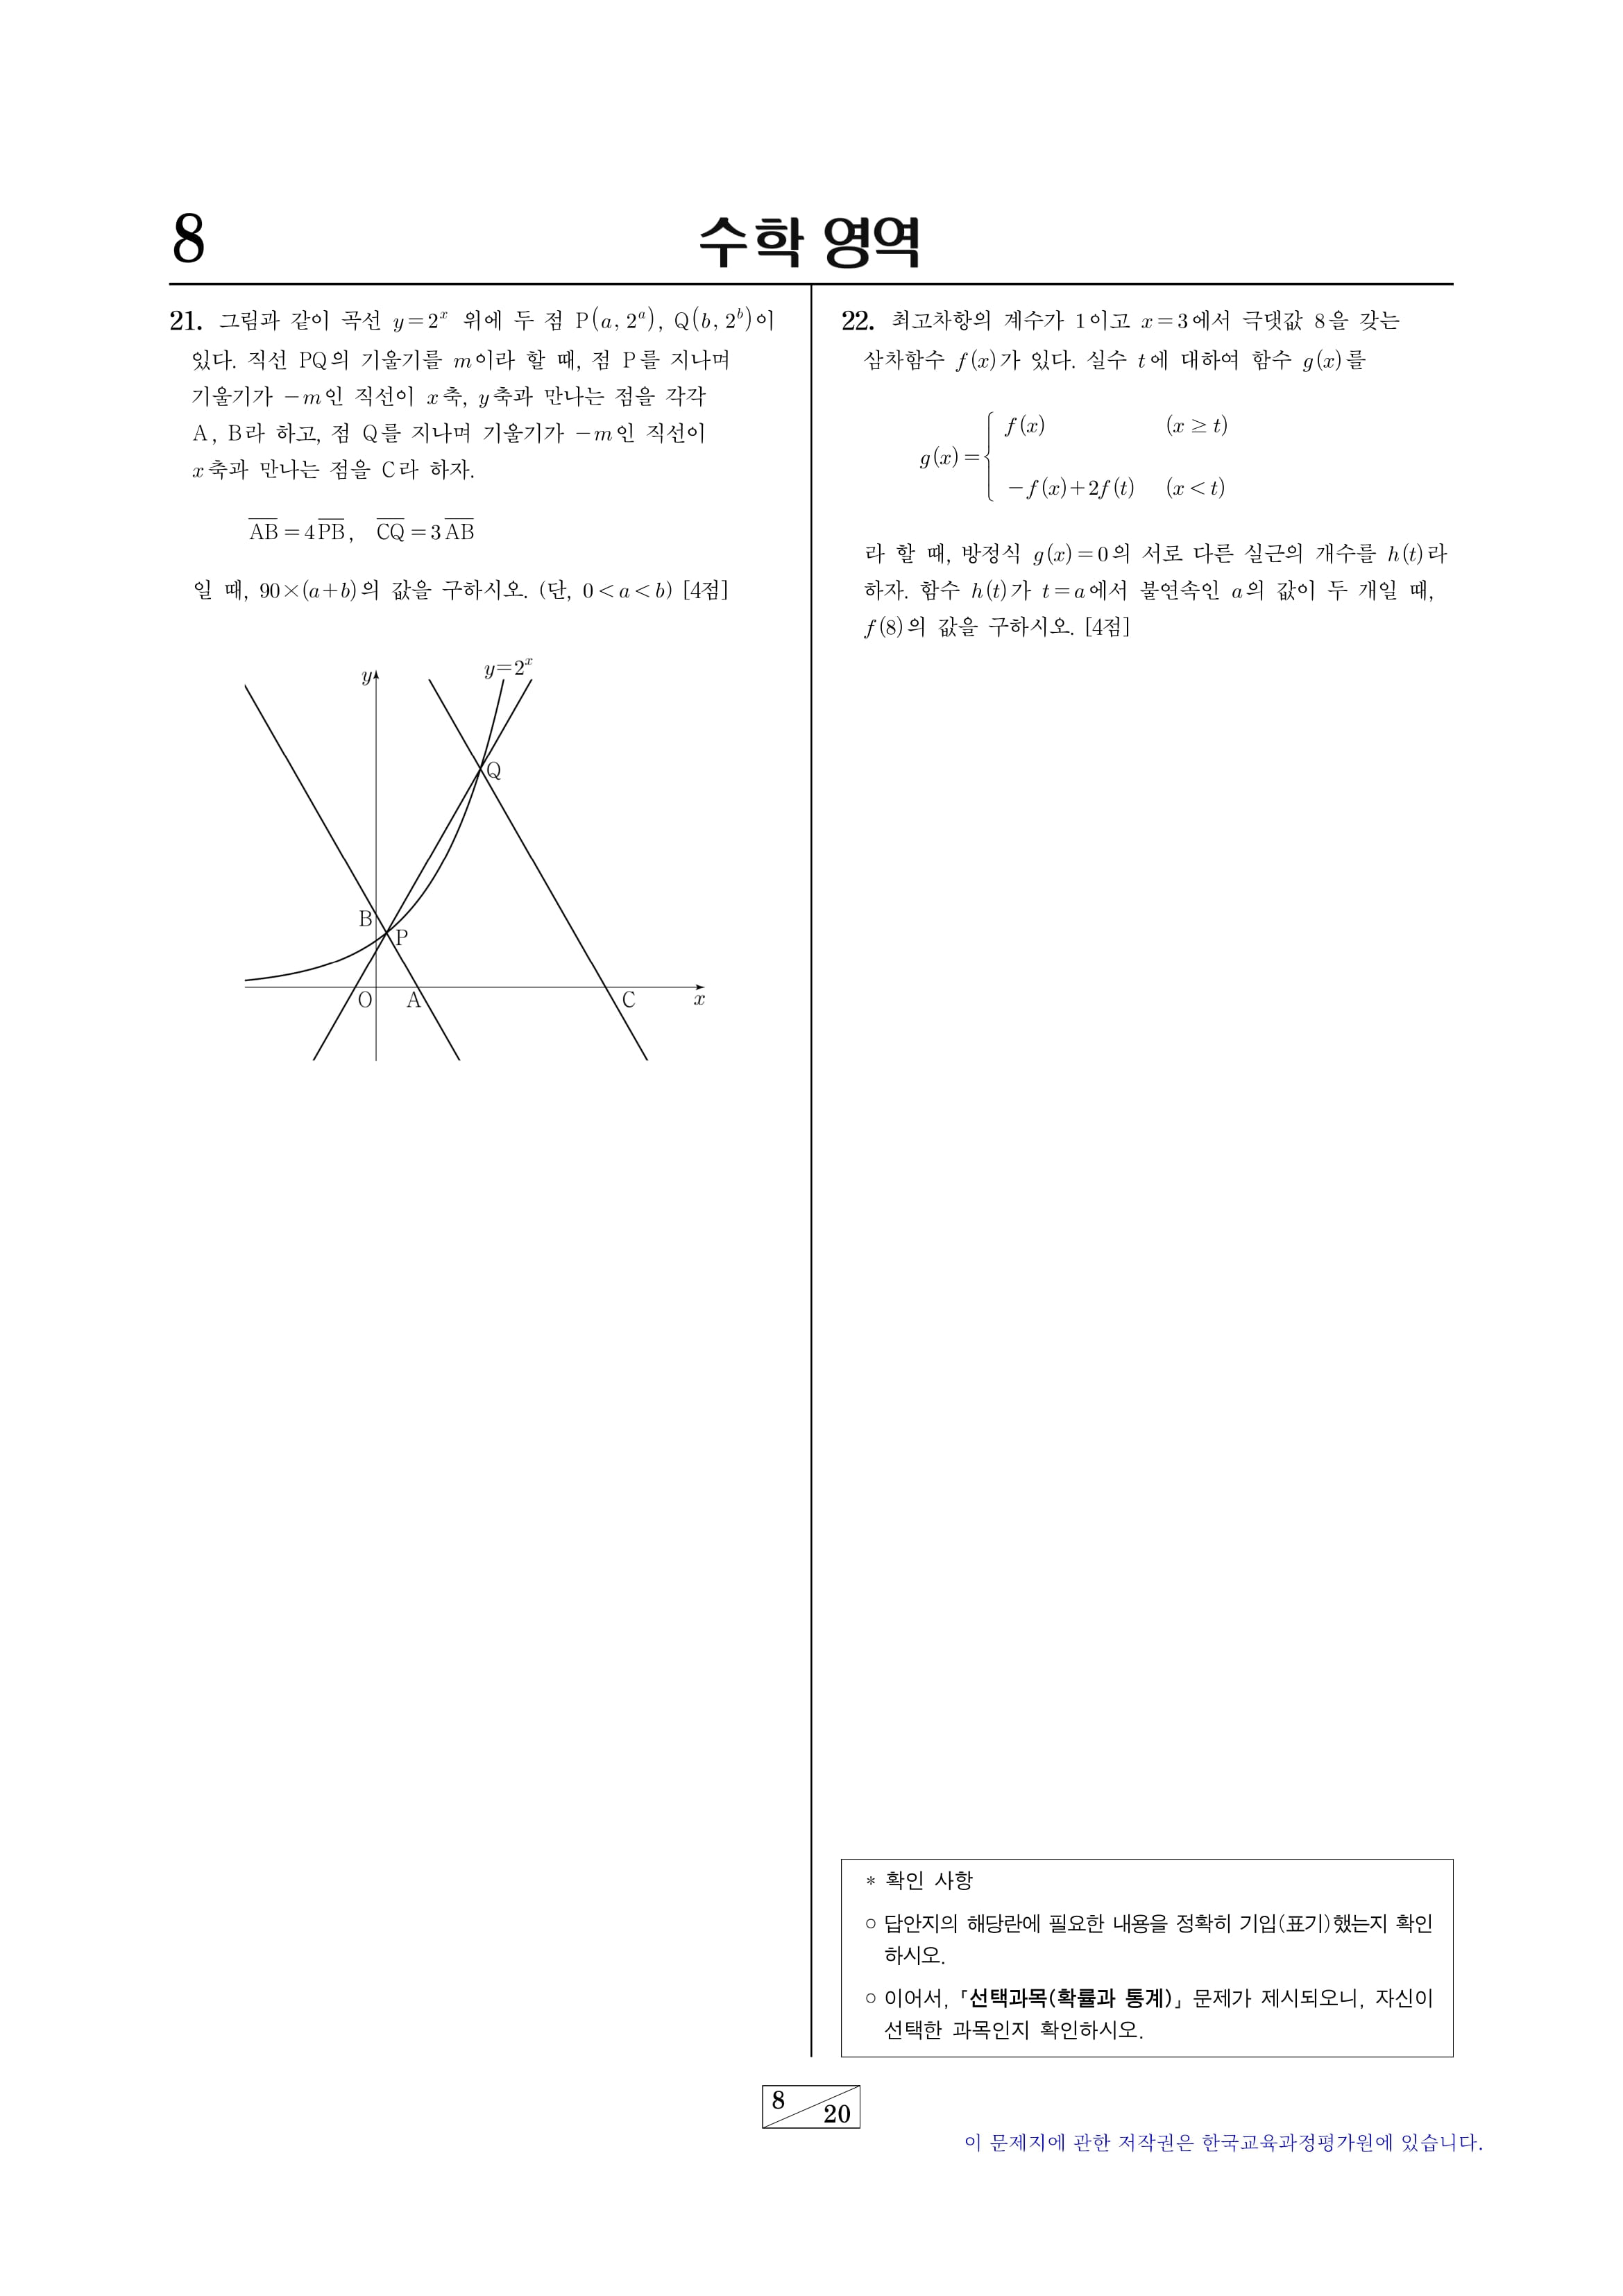 8
수학 영역
21. 그림과 같이 곡선 y=2^x 위에 두 점 P(a, 2^a), Q(b, 2^b)이
있다. 직선 PQ의 기울기를 m이라 할 때, 점 P를 지나며
기울기가 −m인 직선이 x축, y축과 만나는 점을 각각
A, B라 하고, 점 Q를 지나며 기울기가 −m인 직선이
x축과 만나는 점을 C라 하자.
\overline{AB}=4\overline{PB}, \overline{CQ}=3\overline{AB}
일 때, 90×(a+b)의 값을 구하시오. (단, 0<a<b) [4점]
y
y=2^x
Q
B
P
O
A
C
x
22. 최고차항의 계수가 1이고 x=3에서 극댓값 8을 갖는
삼차함수 f(x)가 있다. 실수 t에 대하여 함수 g(x)를
g(x)={ f(x) (x≥t)
−f(x)+2f(t) (x<t)
라 할 때, 방정식 g(x)=0의 서로 다른 실근의 개수를 h(t)라
하자. 함수 h(t)가 t=a에서 불연속인 a의 값이 두 개일 때,
f(8)의 값을 구하시오. [4점]
* 확인 사항
○ 답안지의 해당란에 필요한 내용을 정확히 기입(표기)했는지 확인
하시오.
○ 이어서, 「선택과목(확률과 통계)」 문제가 제시되오니, 자신이
선택한 과목인지 확인하시오.
8
20
이 문제지에 관한 저작권은 한국교육과정평가원에 있습니다.